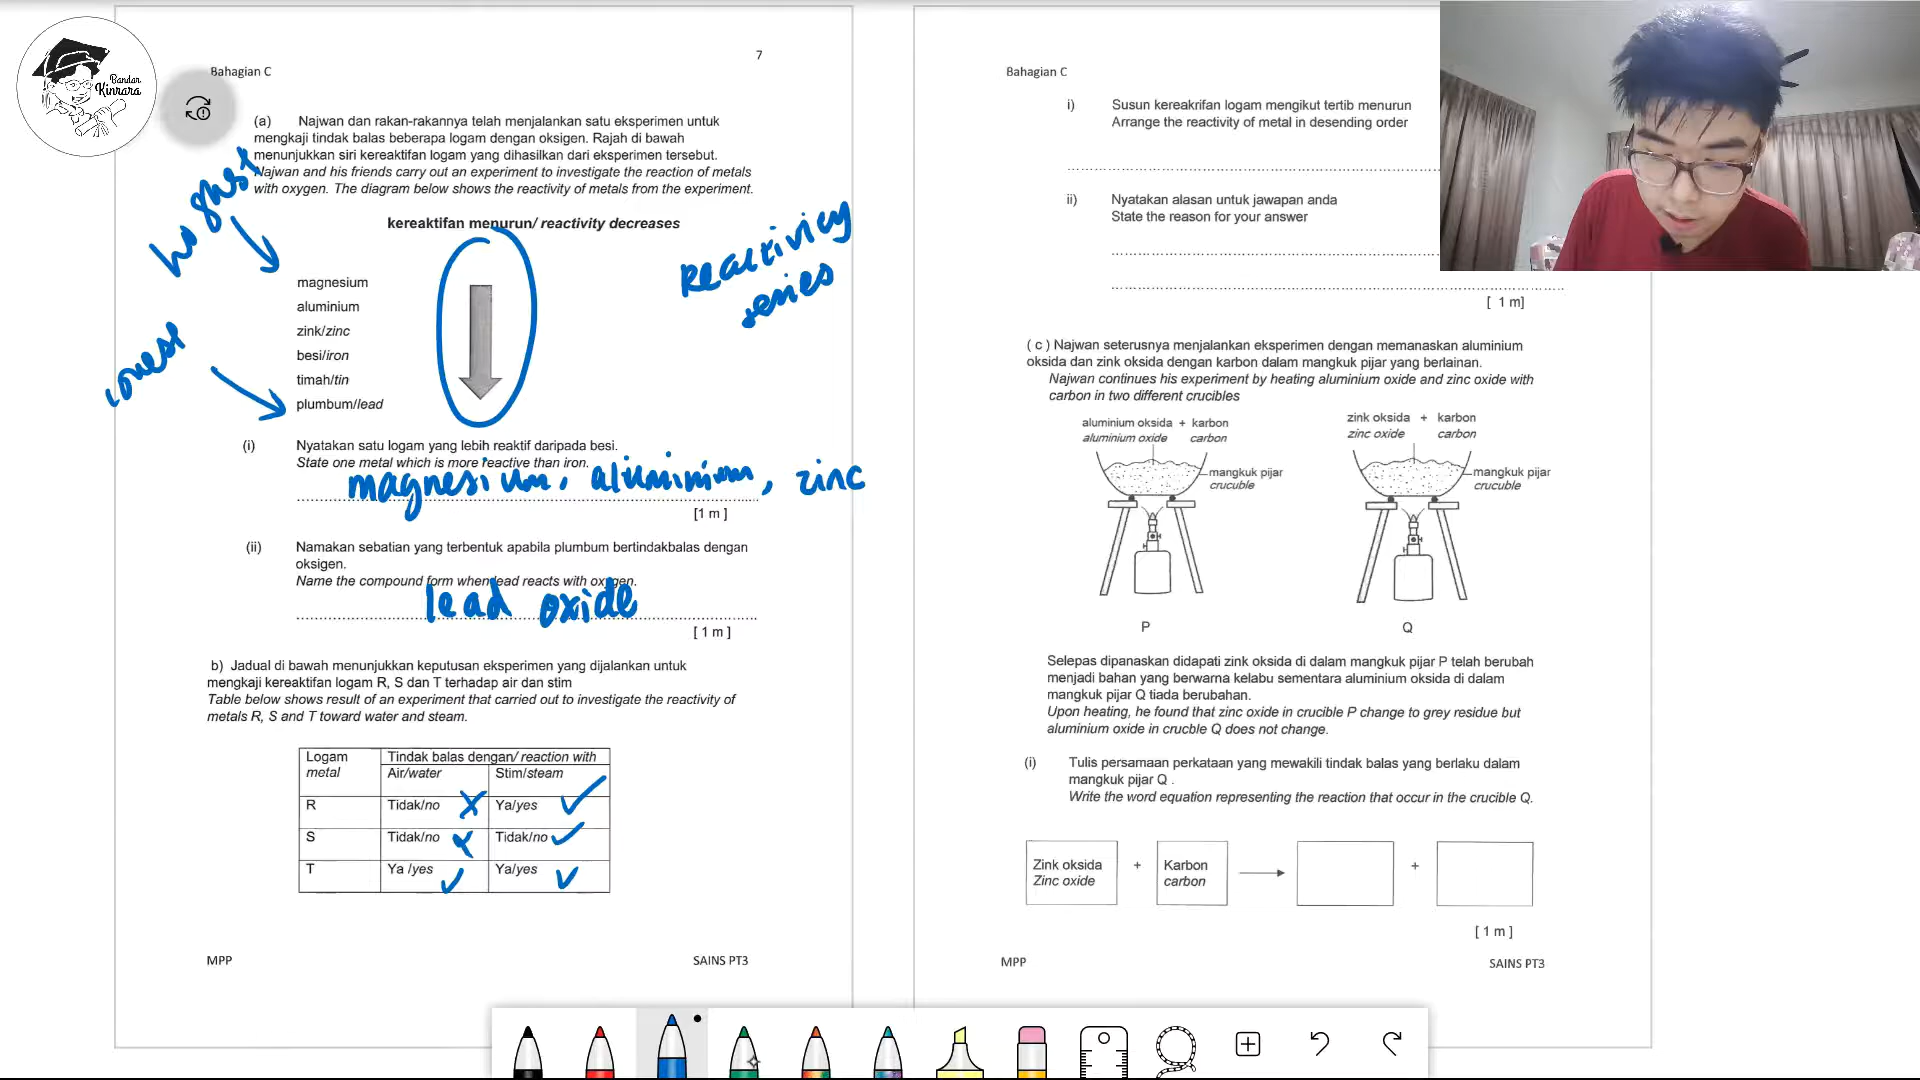 Bandar
Kinrara
7
Bahagian C
(a) Najwan dan rakan-rakannya telah menjalankan satu eksperimen untuk
mengkaji tindak balas beberapa logam dengan oksigen. Rajah di bawah
menunjukkan siri kereaktifan logam yang dihasilkan dari eksperimen tersebut.
Najwan and his friends carry out an experiment to investigate the reaction of metals
with oxygen. The diagram below shows the reactivity of metals from the experiment.
highest
kereaktifan menurun/ reactivity decreases
Reactivity
series
magnesium
aluminium
zink/zinc
besi/iron
timah/tin
plumbum/lead
lowest
(i) Nyatakan satu logam yang lebih reaktif daripada besi.
State one metal which is more reactive than iron.
magnesium, aluminium, zinc
[1 m ]
(ii) Namakan sebatian yang terbentuk apabila plumbum bertindakbalas dengan
oksigen.
Name the compound form when lead reacts with oxygen.
lead oxide
[ 1 m ]
b) Jadual di bawah menunjukkan keputusan eksperimen yang dijalankan untuk
mengkaji kereaktifan logam R, S dan T terhadap air dan stim
Table below shows result of an experiment that carried out to investigate the reactivity of
metals R, S and T toward water and steam.
Logam Tindak balas dengan/ reaction with
metal Air/water Stim/steam
R Tidak/no Ya/yes
S Tidak/no Tidak/no
T Ya /yes Ya/yes
MPP SAINS PT3
Bahagian C
i) Susun kereakrifan logam mengikut tertib menurun
Arrange the reactivity of metal in desending order
ii) Nyatakan alasan untuk jawapan anda
State the reason for your answer
[ 1 m]
( c ) Najwan seterusnya menjalankan eksperimen dengan memanaskan aluminium
oksida dan zink oksida dengan karbon dalam mangkuk pijar yang berlainan.
Najwan continues his experiment by heating aluminium oxide and zinc oxide with
carbon in two different crucibles
aluminium oksida + karbon
aluminium oxide carbon
mangkuk pijar
crucuble
P
zink oksida + karbon
zinc oxide carbon
mangkuk pijar
crucuble
Q
Selepas dipanaskan didapati zink oksida di dalam mangkuk pijar P telah berubah
menjadi bahan yang berwarna kelabu sementara aluminium oksida di dalam
mangkuk pijar Q tiada berubahan.
Upon heating, he found that zinc oxide in crucible P change to grey residue but
aluminium oxide in crucble Q does not change.
(i) Tulis persamaan perkataan yang mewakili tindak balas yang berlaku dalam
mangkuk pijar Q .
Write the word equation representing the reaction that occur in the crucible Q.
Zink oksida + Karbon +
Zinc oxide carbon
[ 1 m ]
MPP SAINS PT3